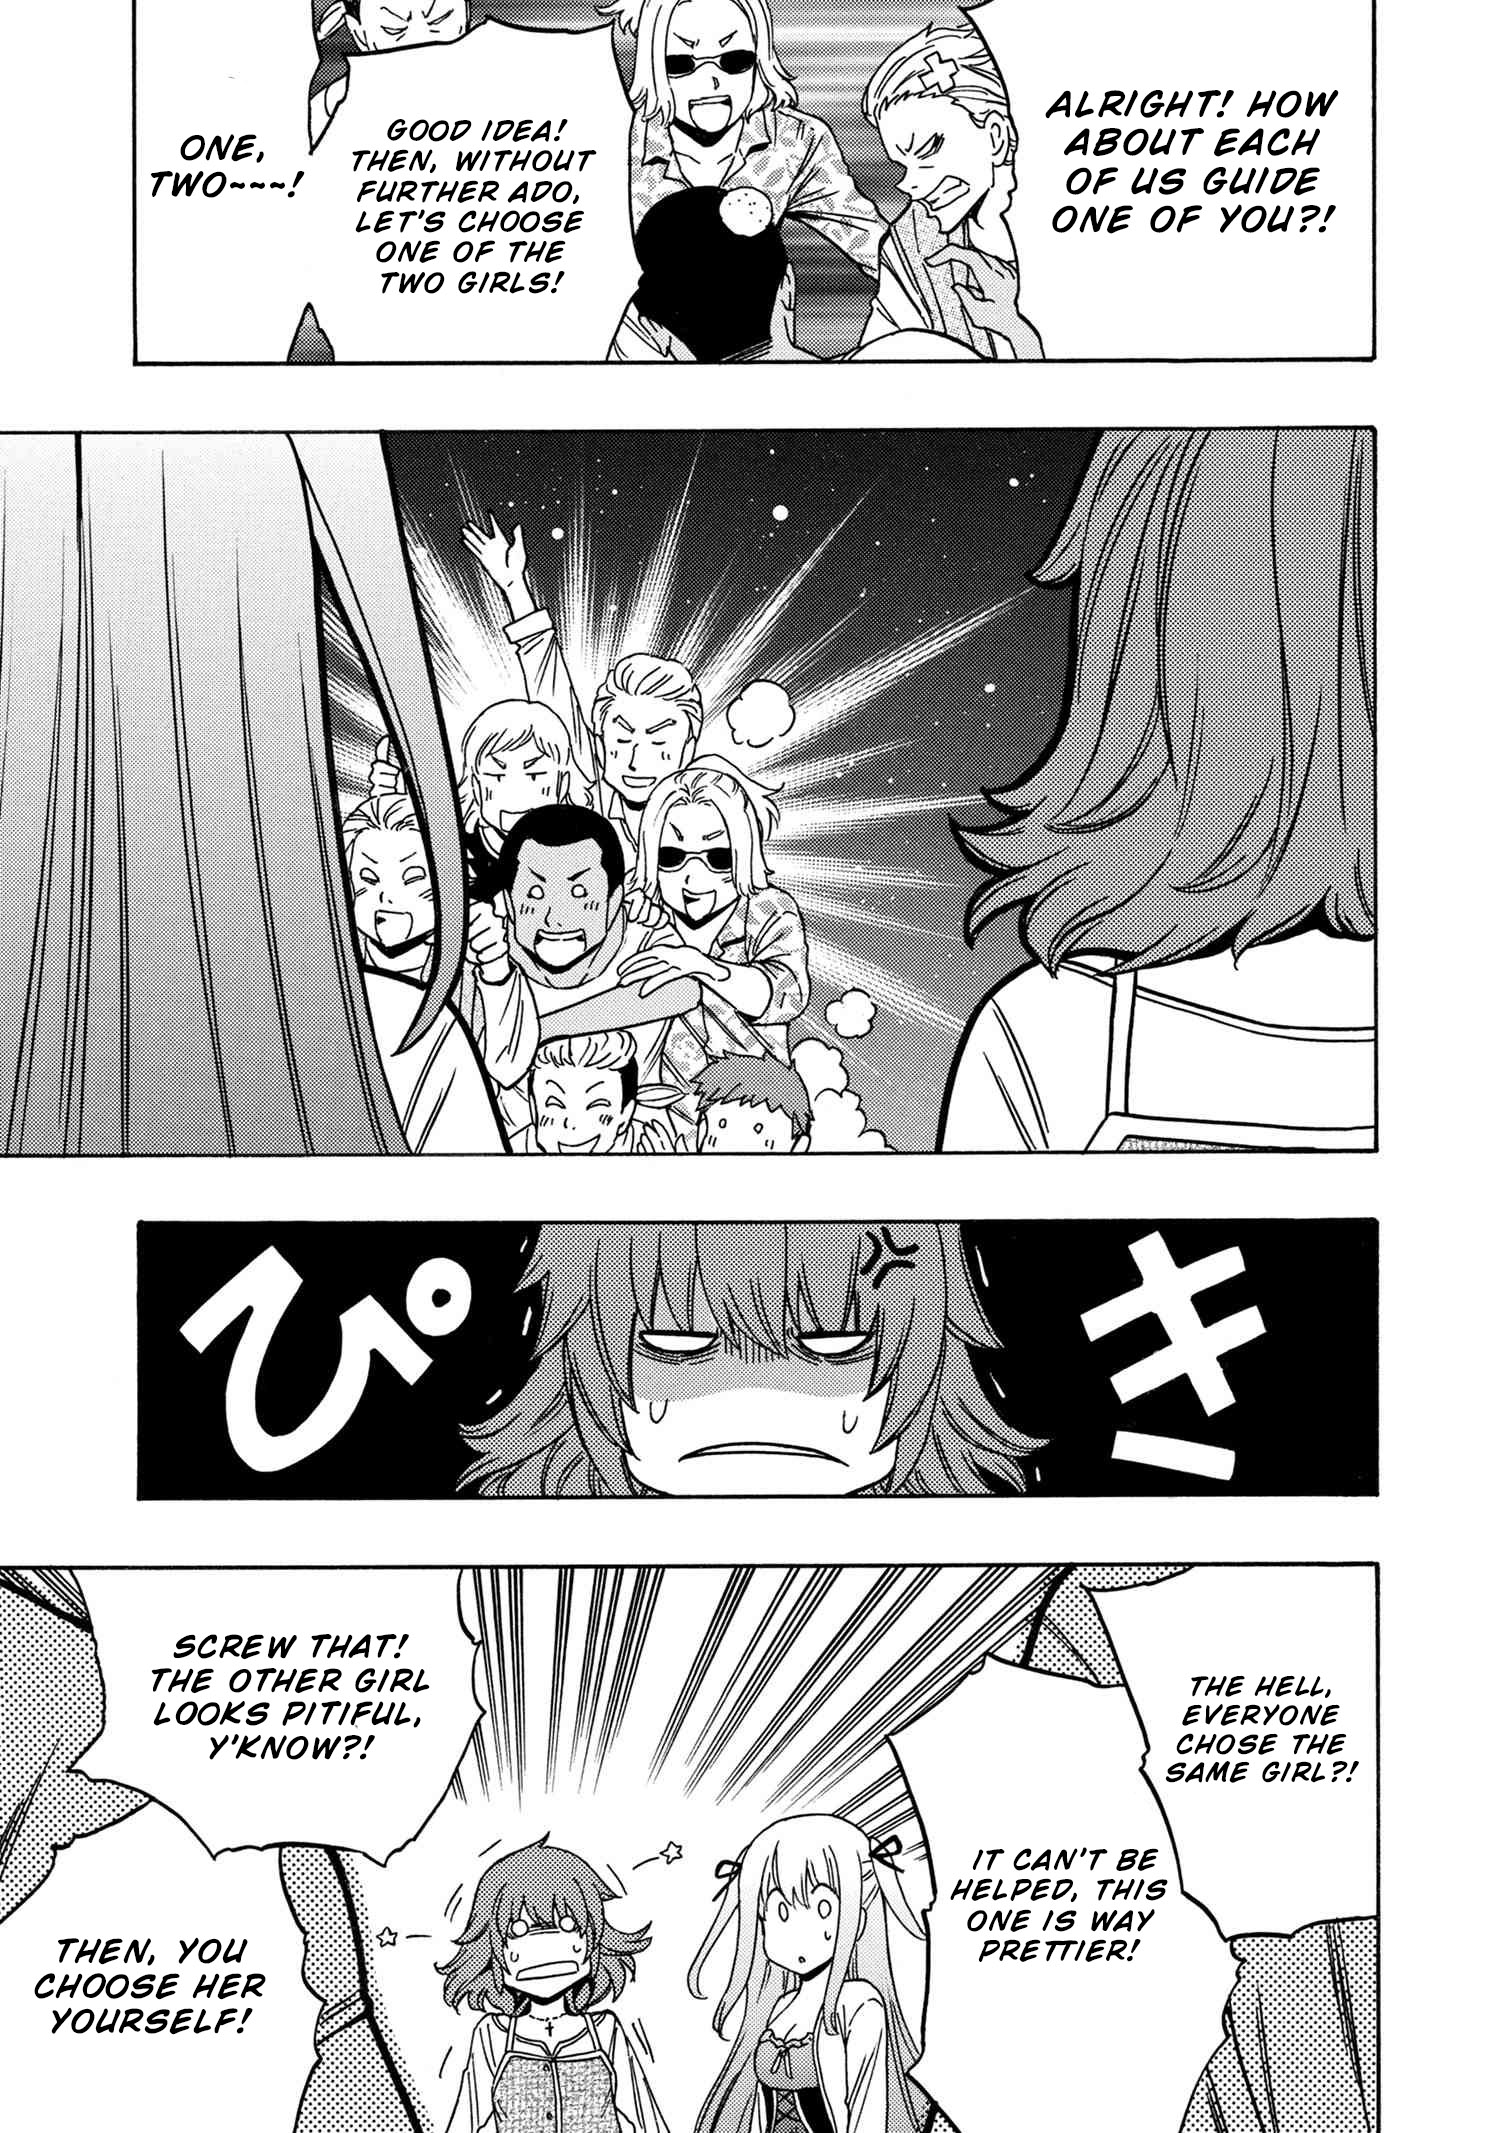 ALRIGHT! HOW
ABOUT EACH
OF US GUIDE
ONE OF YOU?!
GOOD IDEA!
THEN, WITHOUT
FURTHER ADO,
LET'S CHOOSE
ONE OF THE
TWO GIRLS!
ONE,
TWO~~~!
ぴ
キ
ー
THE HELL,
EVERYONE
CHOSE THE
SAME GIRL?!
IT CAN'T BE
HELPED, THIS
ONE IS WAY
PRETTIER!
SCREW THAT!
THE OTHER GIRL
LOOKS PITIFUL,
Y'KNOW?!
THEN, YOU
CHOOSE HER
YOURSELF!